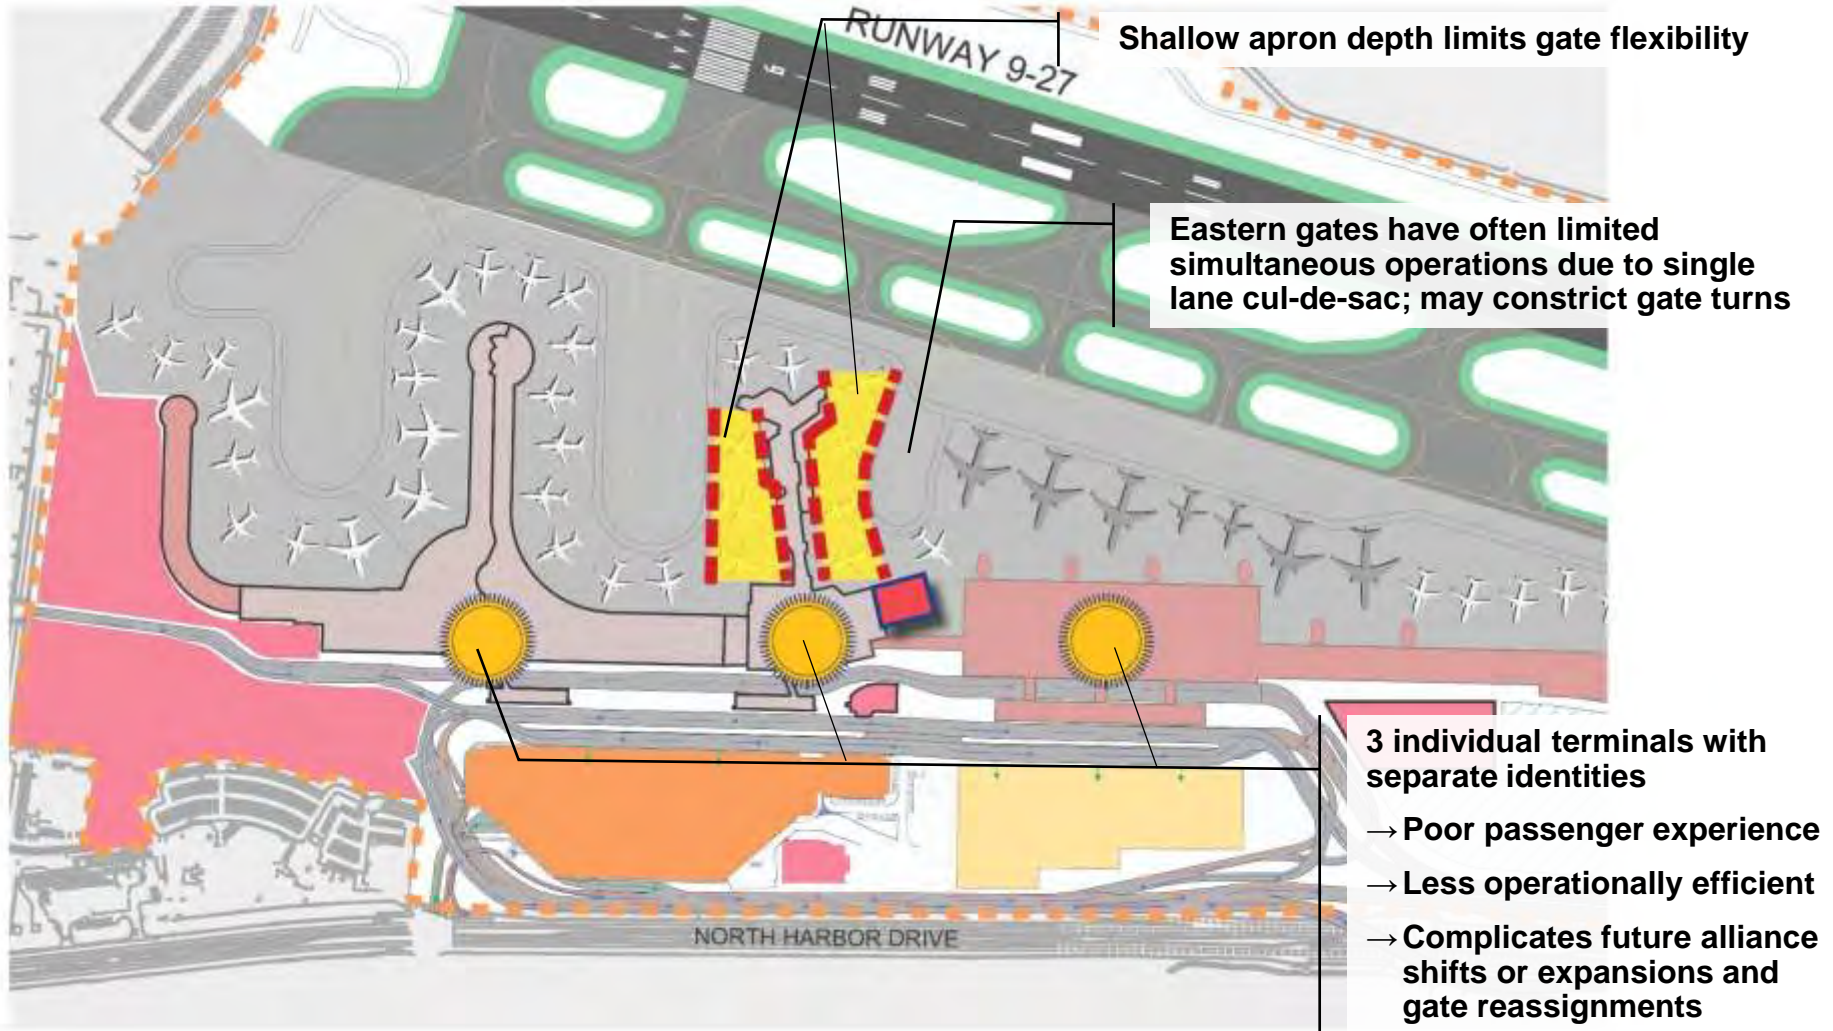 RUNWAY 9-27
Shallow apron depth limits gate flexibility
Eastern gates have often limited
simultaneous operations due to single
lane cul-de-sac; may constrict gate turns
3 individual terminals with
separate identities
→ Poor passenger experience
→ Less operationally efficient
→ Complicates future alliance
shifts or expansions and
gate reassignments
NORTH HARBOR DRIVE